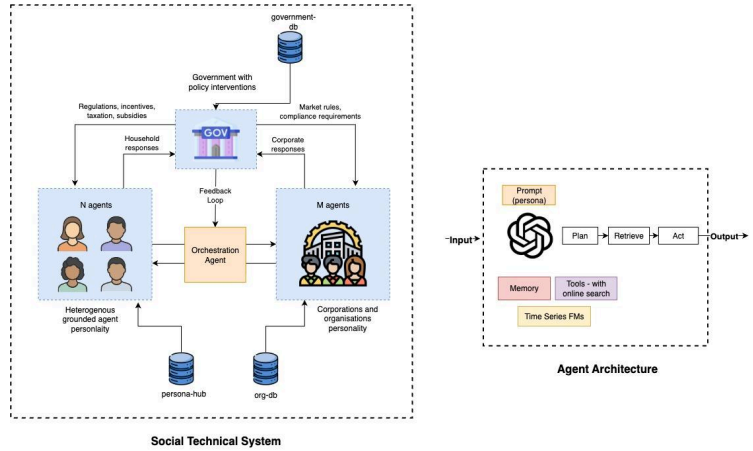 government-
db
Government with
policy interventions
Regulations, incentives,
taxation, subsidies
Market rules,
compliance requirements
GOV
Household
responses
Corporate
responses
Feedback
Loop
N agents
M agents
Orchestration
Agent
Heterogenous
grounded agent
personlaity
Corporations and
organisations
personality
persona-hub
org-db
Social Technical System
Prompt
(persona)
Input
Plan
Retrieve
Act
Output
Memory
Tools - with
online search
Time Series FMs
Agent Architecture